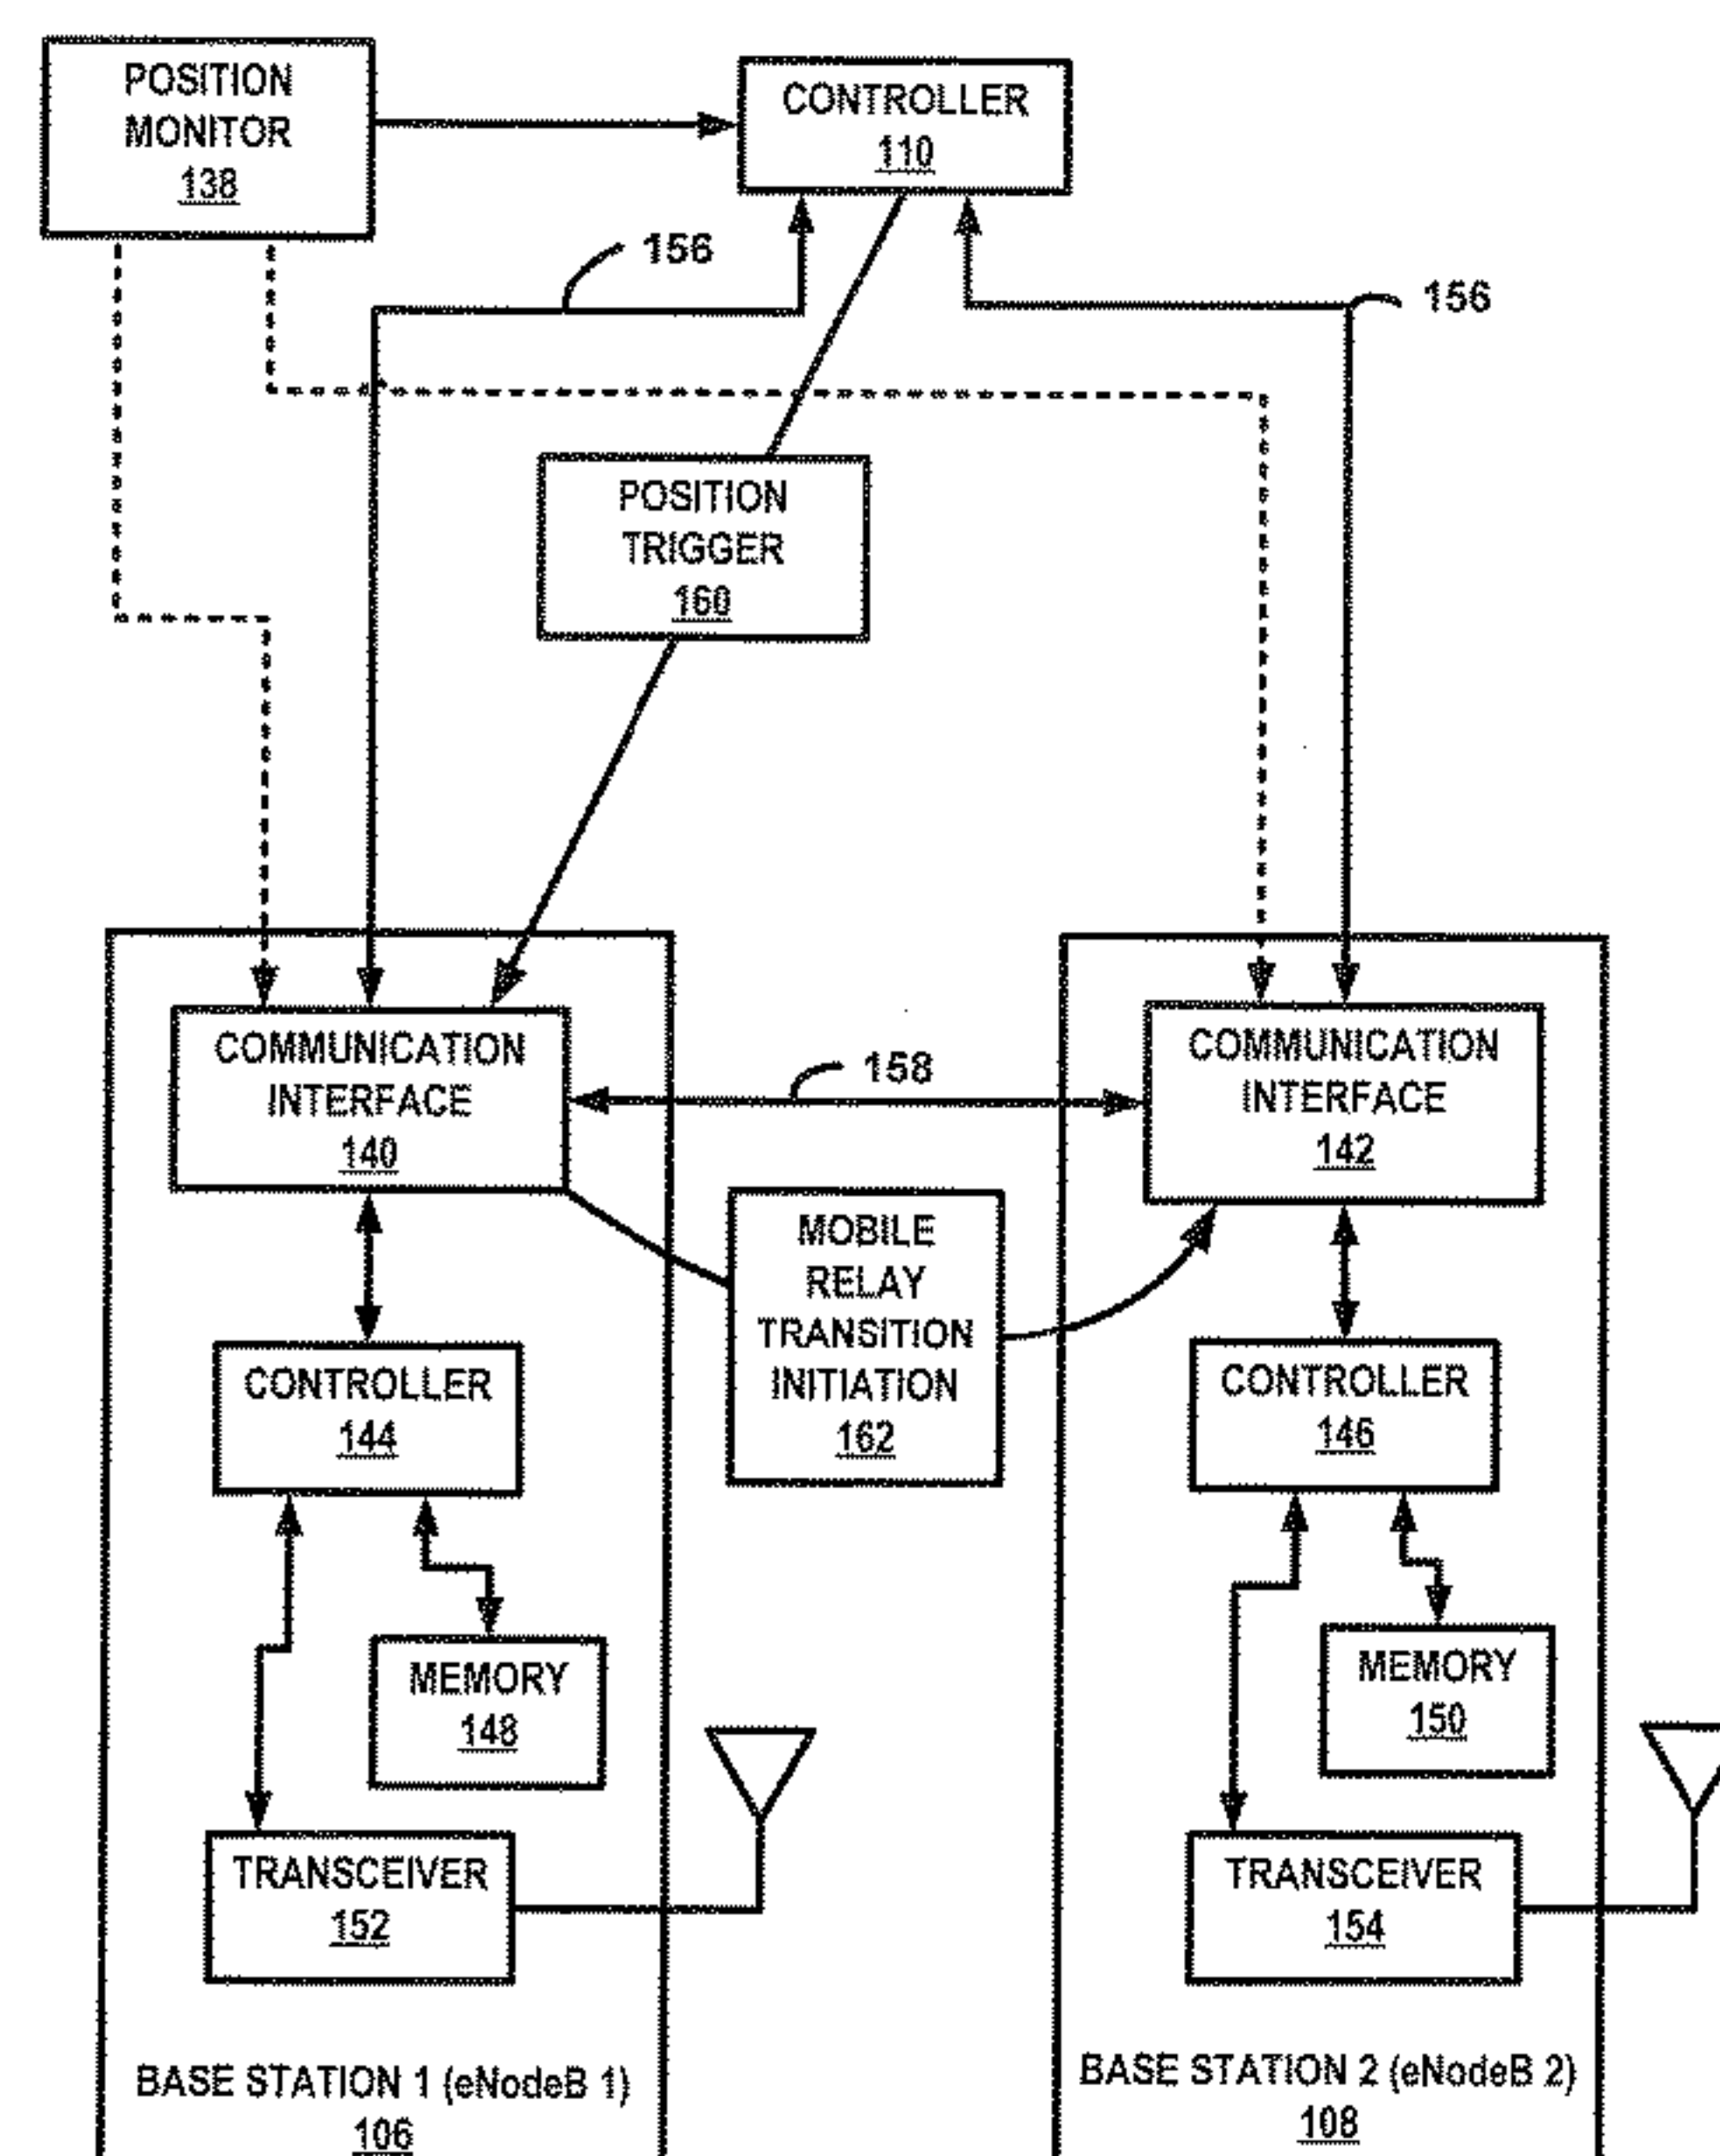 POSITION
MONITOR
138
CONTROLLER
110
156
156
POSITION
TRIGGER
160
COMMUNICATION
INTERFACE
140
158
COMMUNICATION
INTERFACE
142
MOBILE
RELAY
TRANSITION
INITIATION
162
CONTROLLER
144
CONTROLLER
146
MEMORY
148
MEMORY
150
TRANSCEIVER
152
TRANSCEIVER
154
BASE STATION 1 (eNodeB 1)
106
BASE STATION 2 (eNodeB 2)
108